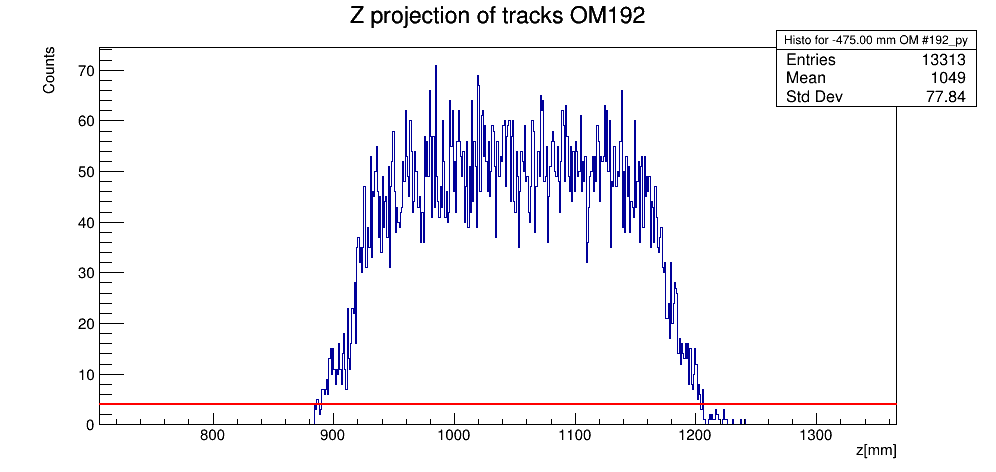 Z projection of tracks OM192
Histo for -475.00 mm OM #192_py
Entries 13313
Mean 1049
Std Dev 77.84
Counts
70
60
50
40
30
20
10
0
800 900 1000 1100 1200 1300
z[mm]